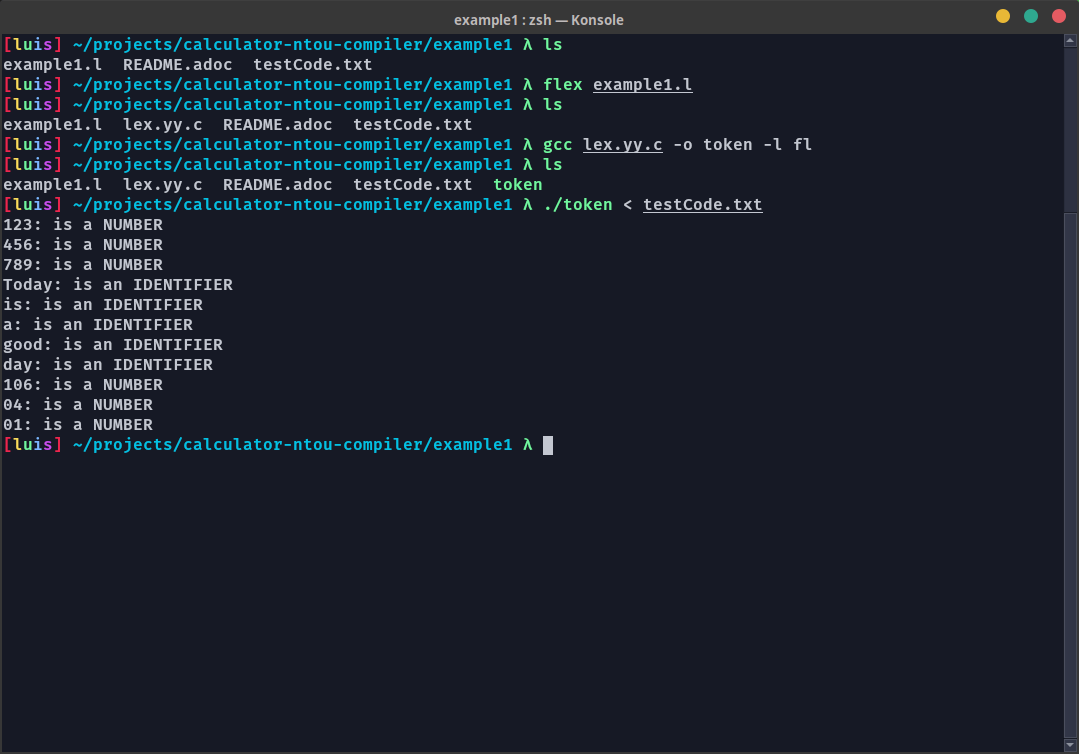 example1 : zsh — Konsole
[luis] ~/projects/calculator-ntou-compiler/example1 λ ls
example1.l  README.adoc  testCode.txt
[luis] ~/projects/calculator-ntou-compiler/example1 λ flex example1.l
[luis] ~/projects/calculator-ntou-compiler/example1 λ ls
example1.l  lex.yy.c  README.adoc  testCode.txt
[luis] ~/projects/calculator-ntou-compiler/example1 λ gcc lex.yy.c -o token -l fl
[luis] ~/projects/calculator-ntou-compiler/example1 λ ls
example1.l  lex.yy.c  README.adoc  testCode.txt  token
[luis] ~/projects/calculator-ntou-compiler/example1 λ ./token < testCode.txt
123: is a NUMBER
456: is a NUMBER
789: is a NUMBER
Today: is an IDENTIFIER
is: is an IDENTIFIER
a: is an IDENTIFIER
good: is an IDENTIFIER
day: is an IDENTIFIER
106: is a NUMBER
04: is a NUMBER
01: is a NUMBER
[luis] ~/projects/calculator-ntou-compiler/example1 λ